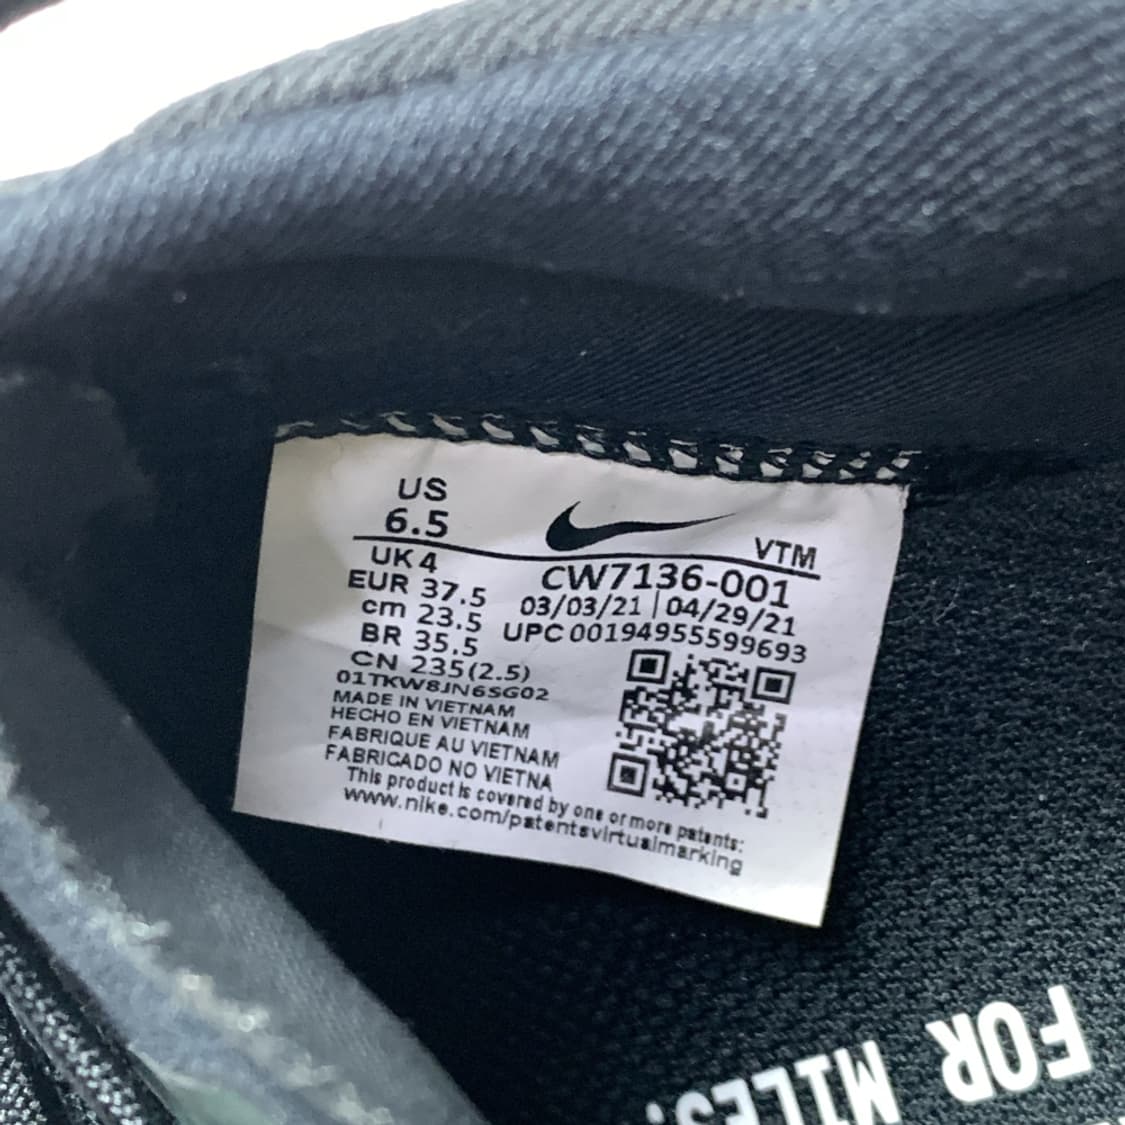 US
6.5
VTM
UK 4
CW7136-001
EUR 37.5
03/03/21 | 04/29/21
cm 23.5
UPC 00194955599693
BR 35.5
CN 235(2.5)
01TKW8JN6SG02
MADE IN VIETNAM
HECHO EN VIETNAM
FABRIQUE AU VIETNAM
FABRICADO NO VIETNA
This product is covered by one or more patents:
www.nike.com/patentsvirtualmarking
FOR MILES.